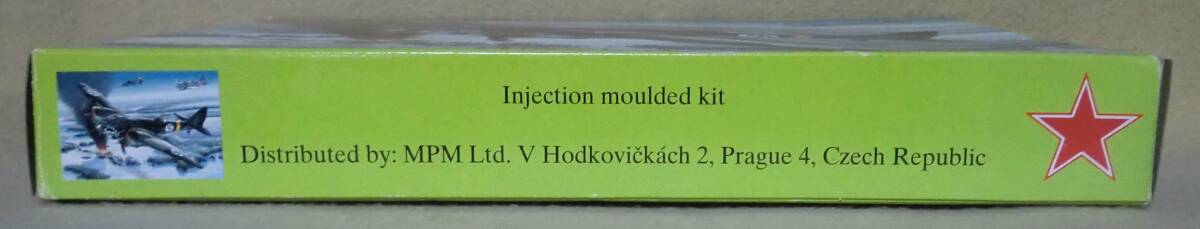 Injection moulded kit
Distributed by: MPM Ltd. V Hodkovičkách 2, Prague 4, Czech Republic